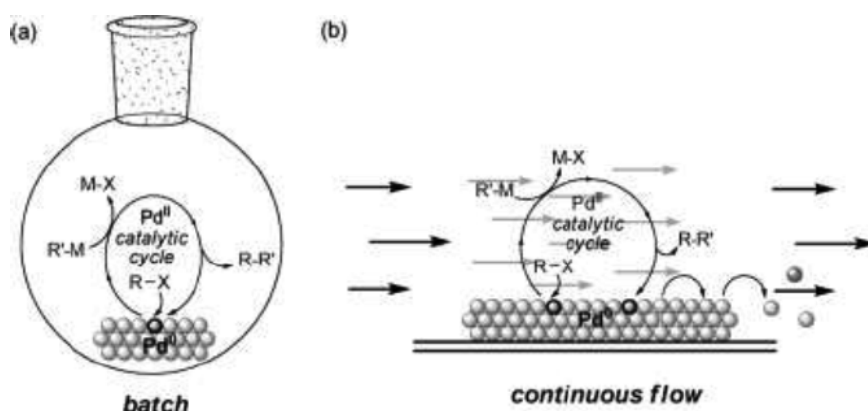 (a)
M-X
Pd^II
R'-M
catalytic
cycle
R-R'
R-X
Pd^0
batch
(b)
M-X
R'-M
Pd^II
catalytic
cycle
R-R'
R-X
Pd^0
continuous flow